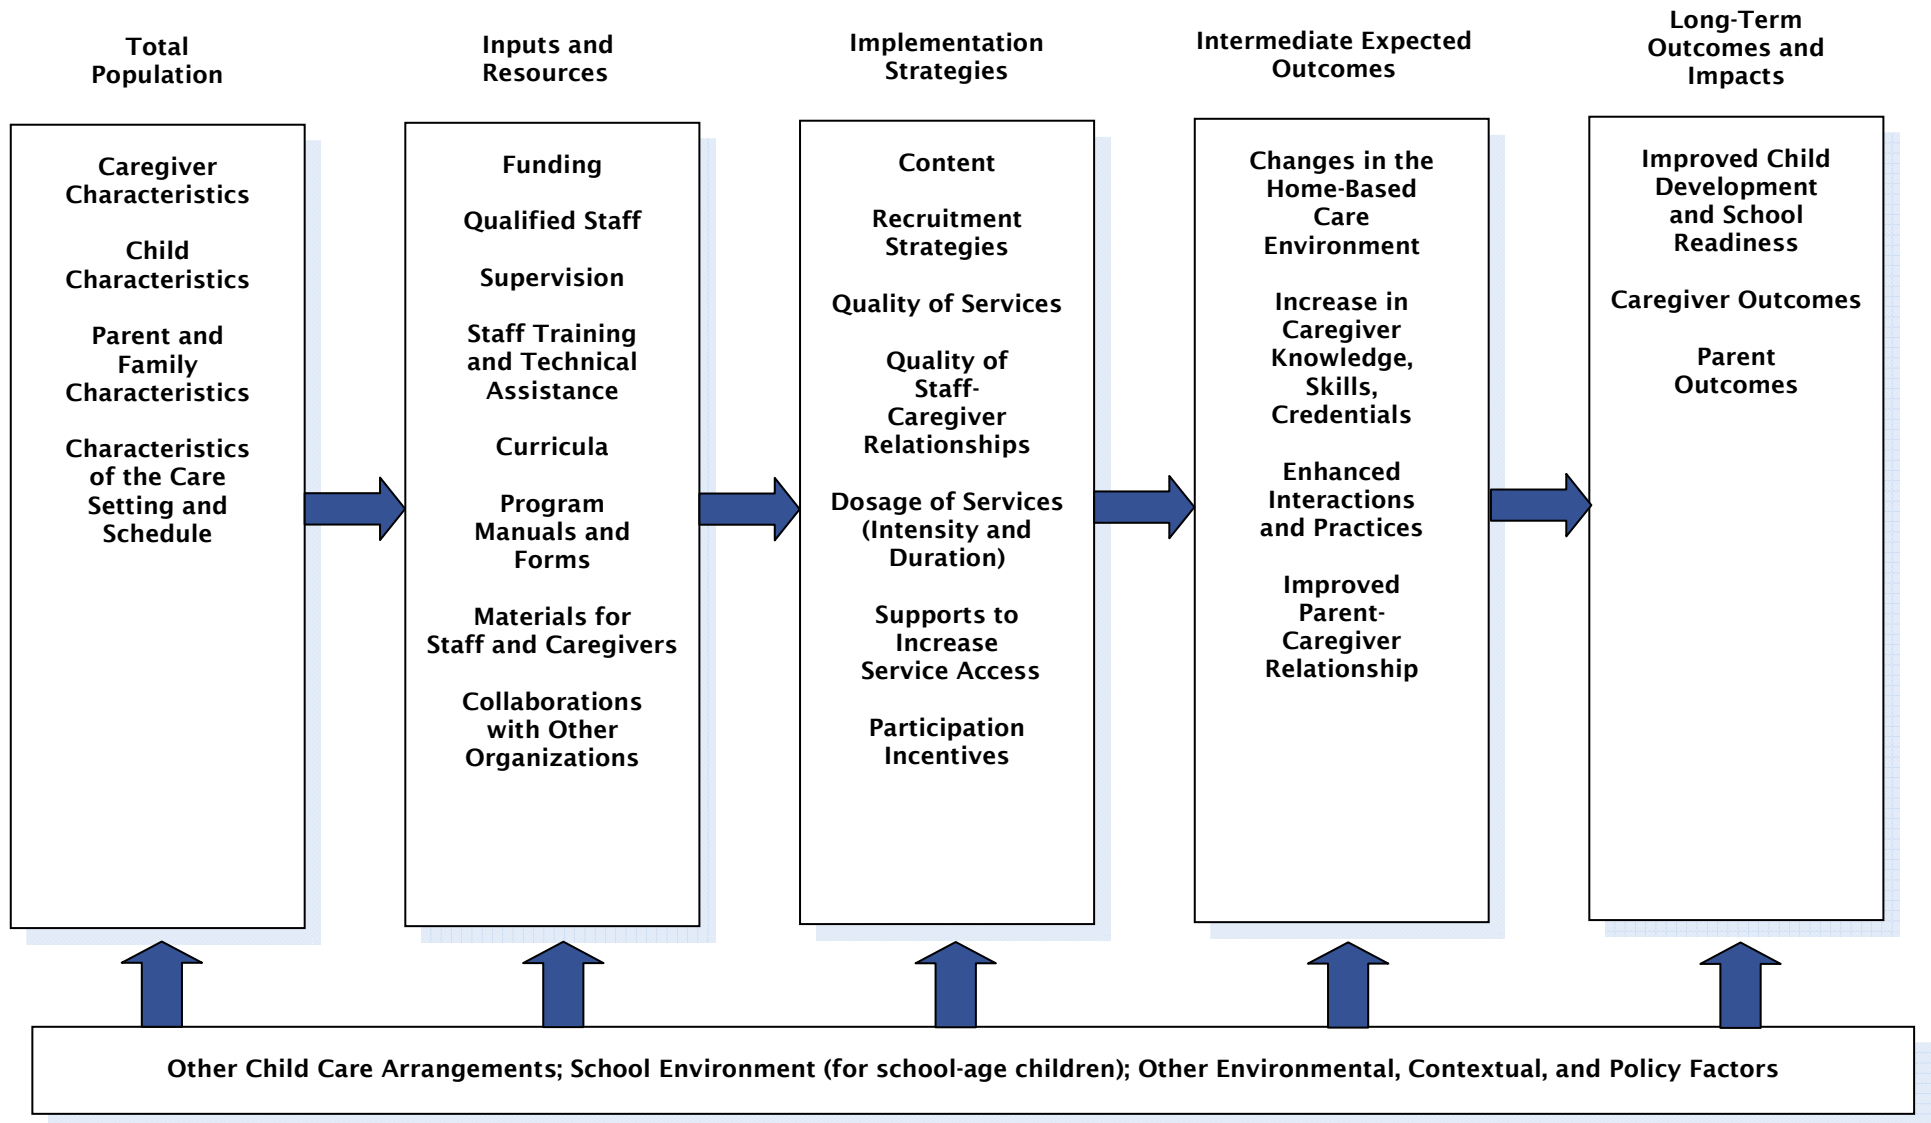 Total
Population
Inputs and
Resources
Implementation
Strategies
Intermediate Expected
Outcomes
Long-Term
Outcomes and
Impacts
Caregiver
Characteristics
Child
Characteristics
Parent and
Family
Characteristics
Characteristics
of the Care
Setting and
Schedule
Funding
Qualified Staff
Supervision
Staff Training
and Technical
Assistance
Curricula
Program
Manuals and
Forms
Materials for
Staff and Caregivers
Collaborations
with Other
Organizations
Content
Recruitment
Strategies
Quality of Services
Quality of
Staff-
Caregiver
Relationships
Dosage of Services
(Intensity and
Duration)
Supports to
Increase
Service Access
Participation
Incentives
Changes in the
Home-Based
Care
Environment
Increase in
Caregiver
Knowledge,
Skills,
Credentials
Enhanced
Interactions
and Practices
Improved
Parent-
Caregiver
Relationship
Improved Child
Development
and School
Readiness
Caregiver Outcomes
Parent
Outcomes
Other Child Care Arrangements; School Environment (for school-age children); Other Environmental, Contextual, and Policy Factors